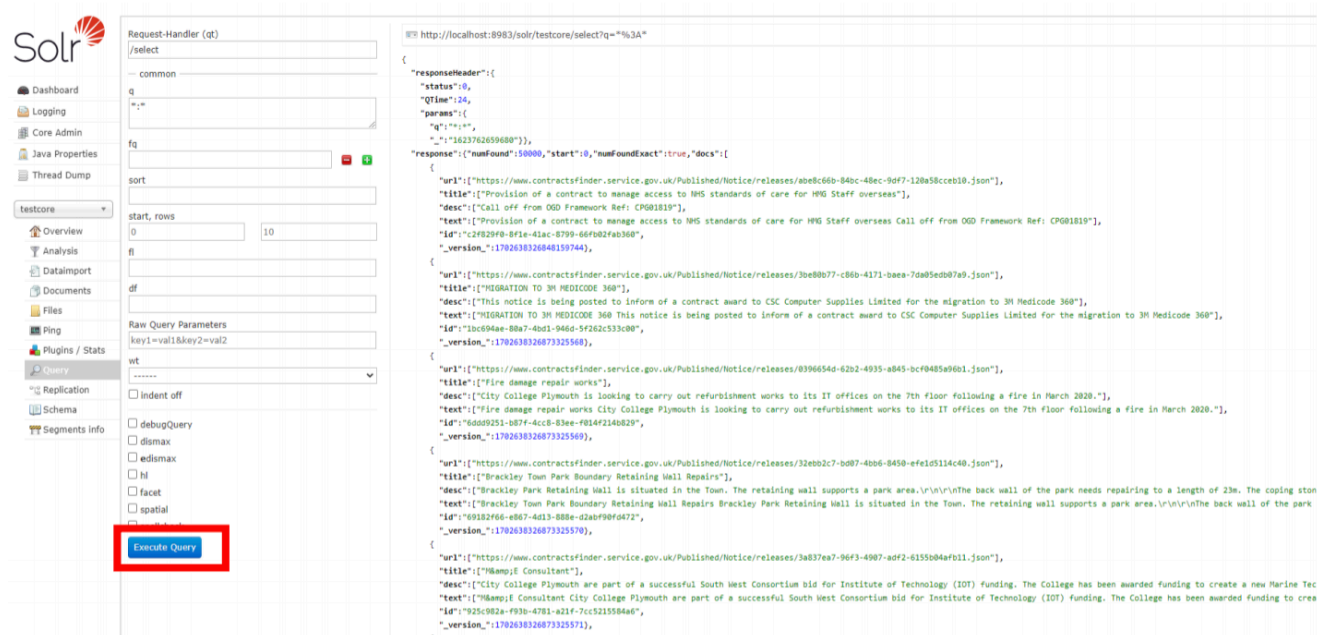 Solr
Dashboard
Logging
Core Admin
Java Properties
Thread Dump
testcore
Overview
Analysis
Dataimport
Documents
Files
Ping
Plugins / Stats
Query
Replication
Schema
Segments info
Request-Handler (qt)
/select
common
q
*:*
fq
sort
start, rows
0
10
fl
df
Raw Query Parameters
key1=val1&key2=val2
wt
------
indent off
debugQuery
dismax
edismax
hl
facet
spatial
Execute Query
http://localhost:8983/solr/testcore/select?q=*%3A*
{
"responseHeader":{
"status":0,
"QTime":24,
"params":{
"q":"*:*",
"_":"1623762659680"}},
"response":{"numFound":50000,"start":0,"numFoundExact":true,"docs":[
{
"url":["https://www.contractsfinder.service.gov.uk/Published/Notice/releases/abe8c66b-84bc-48ec-9df7-120a58cceb10.json"],
"title":["Provision of a contract to manage access to NHS standards of care for HMG Staff overseas"],
"desc":["Call off from OGD Framework Ref: CPG01819"],
"text":["Provision of a contract to manage access to NHS standards of care for HMG Staff overseas Call off from OGD Framework Ref: CPG01819"],
"id":"c2f829f0-8f1e-41ac-8799-66fb02fab360",
"_version_":1702638326848159744},
{
"url":["https://www.contractsfinder.service.gov.uk/Published/Notice/releases/3be80b77-c86b-4171-baea-7da05edb07a9.json"],
"title":["MIGRATION TO 3M MEDICODE 360"],
"desc":["This notice is being posted to inform of a contract award to CSC Computer Supplies Limited for the migration to 3M Medicode 360"],
"text":["MIGRATION TO 3M MEDICODE 360 This notice is being posted to inform of a contract award to CSC Computer Supplies Limited for the migration to 3M Medicode 360"],
"id":"1bc694ae-80a7-4bd1-946d-5f262c533c00",
"_version_":1702638326873325568},
{
"url":["https://www.contractsfinder.service.gov.uk/Published/Notice/releases/0396654d-62b2-4935-a845-bcf0485a96b1.json"],
"title":["Fire damage repair works"],
"desc":["City College Plymouth is looking to carry out refurbishment works to its IT offices on the 7th floor following a fire in March 2020."],
"text":["Fire damage repair works City College Plymouth is looking to carry out refurbishment works to its IT offices on the 7th floor following a fire in March 2020."],
"id":"6ddd9251-b87f-4cc8-83ee-f014f214b829",
"_version_":1702638326873325569},
{
"url":["https://www.contractsfinder.service.gov.uk/Published/Notice/releases/32ebb2c7-bd07-4bb6-8450-efe1d5114c40.json"],
"title":["Brackley Town Park Boundary Retaining Wall Repairs"],
"desc":["Brackley Park Retaining Wall is situated in the Town. The retaining wall supports a park area.\r\n\r\nThe back wall of the park needs repairing to a length of 23m. The coping ston
"text":["Brackley Town Park Boundary Retaining Wall Repairs Brackley Park Retaining Wall is situated in the Town. The retaining wall supports a park area.\r\n\r\nThe back wall of the park
"id":"69182f66-e867-4d13-888e-d2abf90fd472",
"_version_":1702638326873325570},
{
"url":["https://www.contractsfinder.service.gov.uk/Published/Notice/releases/3a837ea7-96f3-4907-adf2-6155b04afb11.json"],
"title":["M&amp;E Consultant"],
"desc":["City College Plymouth are part of a successful South West Consortium bid for Institute of Technology (IOT) funding. The College has been awarded funding to create a new Marine Tec
"text":["M&amp;E Consultant City College Plymouth are part of a successful South West Consortium bid for Institute of Technology (IOT) funding. The College has been awarded funding to crea
"id":"925c982a-f93b-4781-a21f-7cc5215584a6",
"_version_":1702638326873325571},